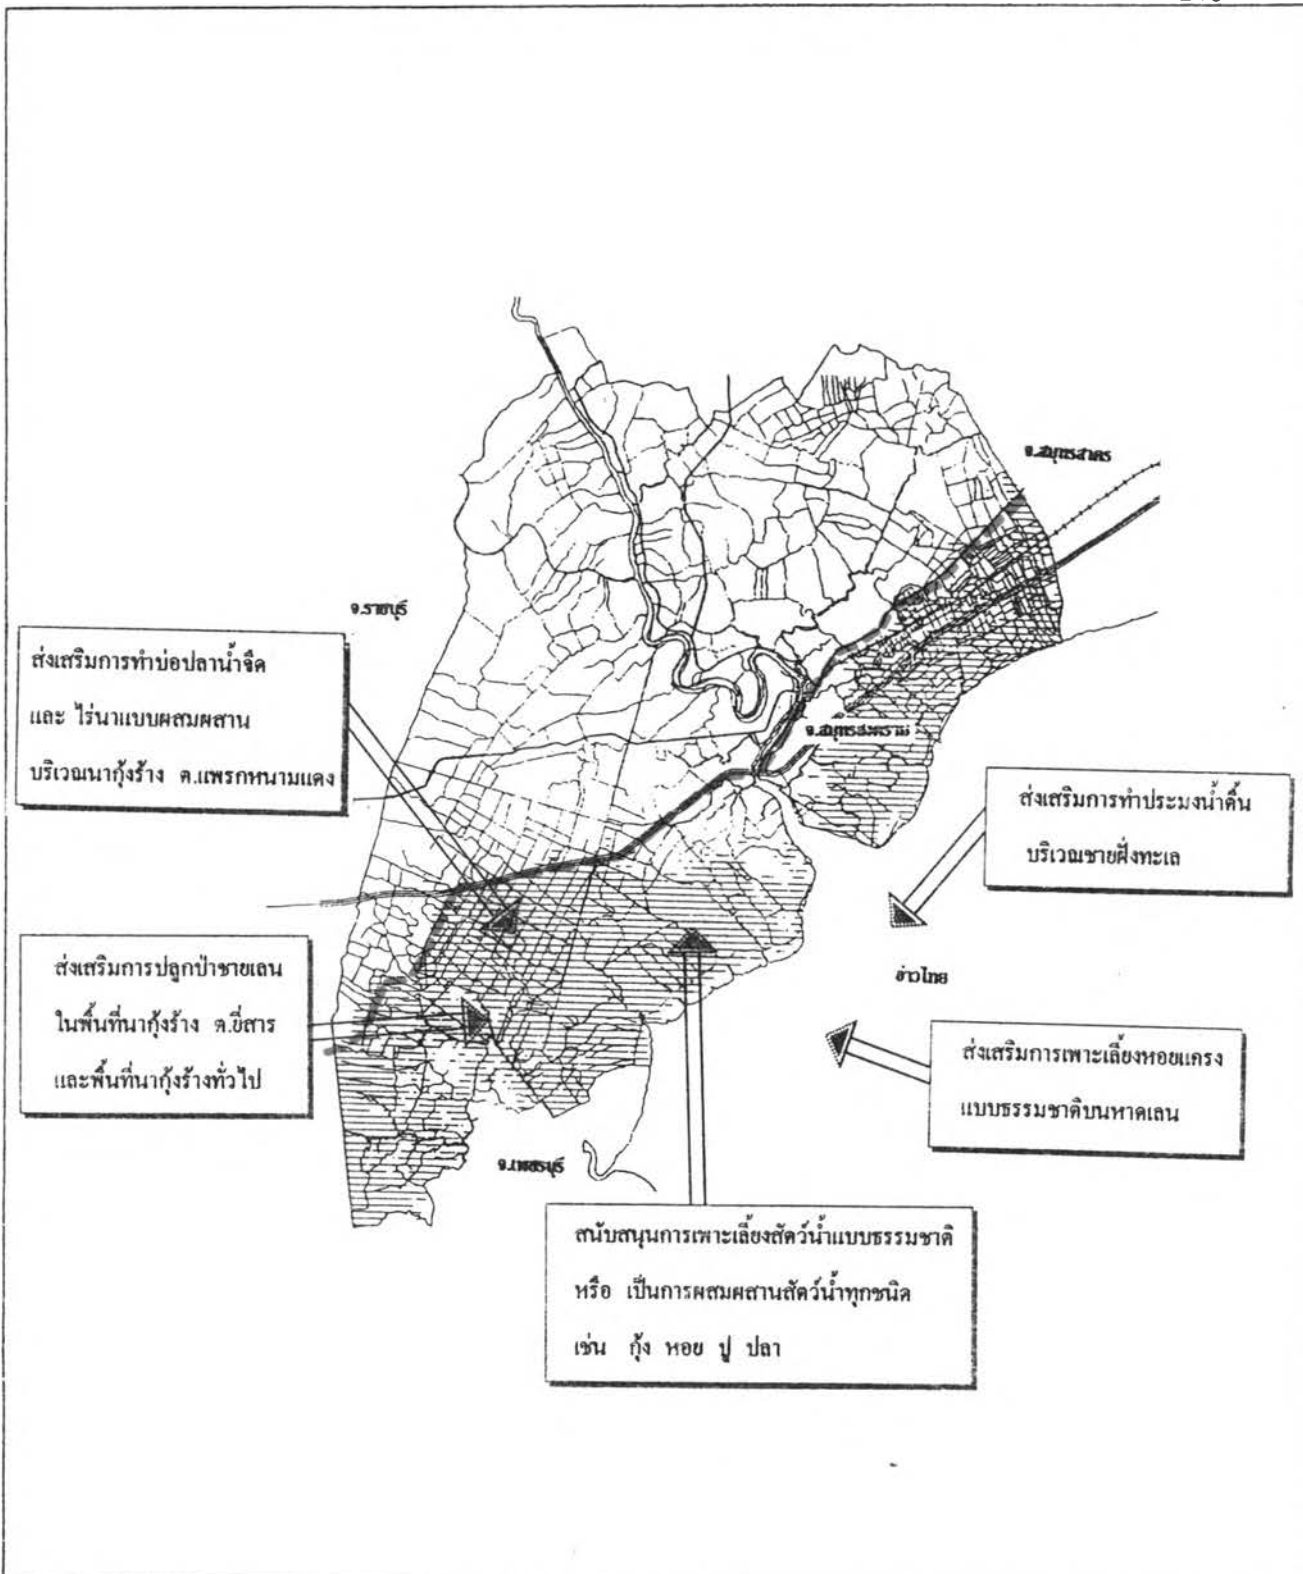 จ.สมุทรสาคร
จ.ราชบุรี
ส่งเสริมการทำบ่อปลาน้ำจืด
และ ไร่นาแบบผสมผสาน
บริเวณนากุ้งร้าง ต.แพรกหนามแดง
จ.สมุทรสงคราม
ส่งเสริมการทำประมงน้ำตื้น
บริเวณชายฝั่งทะเล
ส่งเสริมการปลูกป่าชายเลน
ในพื้นที่นากุ้งร้าง ต.ยี่สาร
และพื้นที่นากุ้งร้างทั่วไป
อ่าวไทย
ส่งเสริมการเพาะเลี้ยงหอยแครง
แบบธรรมชาติบนหาดเลน
จ.เพชรบุรี
สนับสนุนการเพาะเลี้ยงสัตว์น้ำแบบธรรมชาติ
หรือ เป็นการผสมผสานสัตว์น้ำทุกชนิด
เช่น กุ้ง หอย ปู ปลา